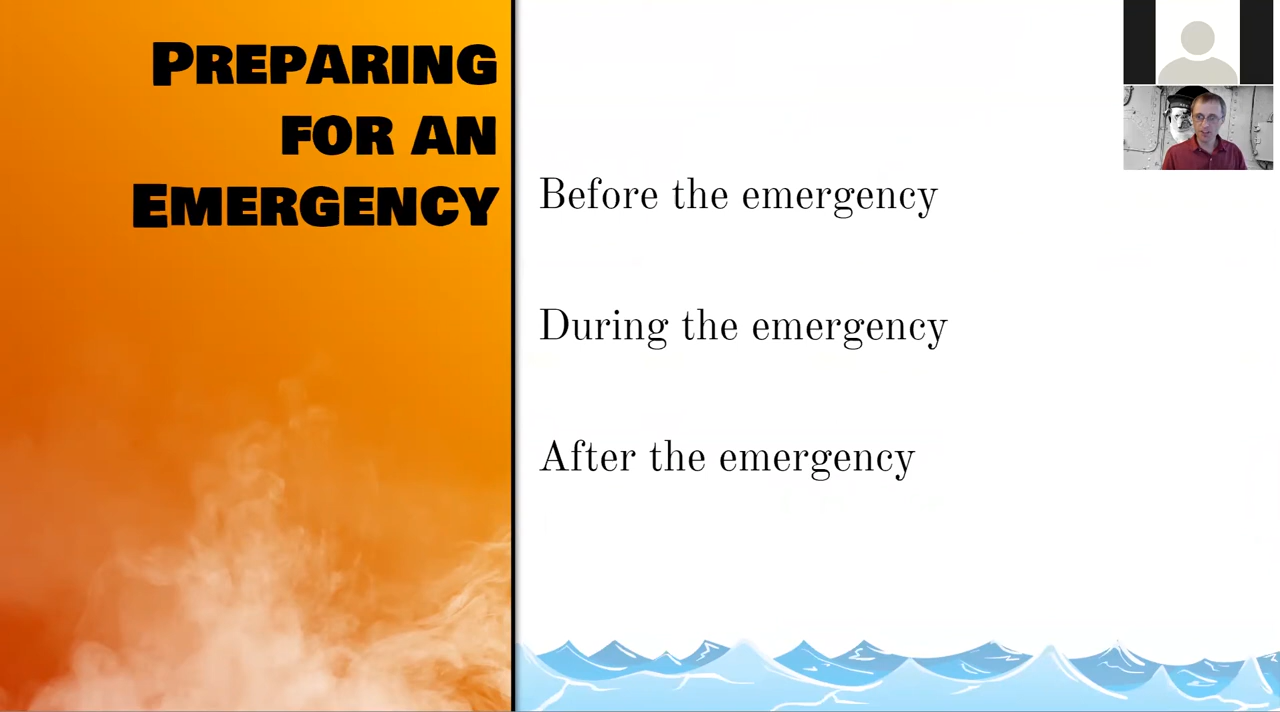 Preparing
for an
Emergency
Before the emergency
During the emergency
After the emergency